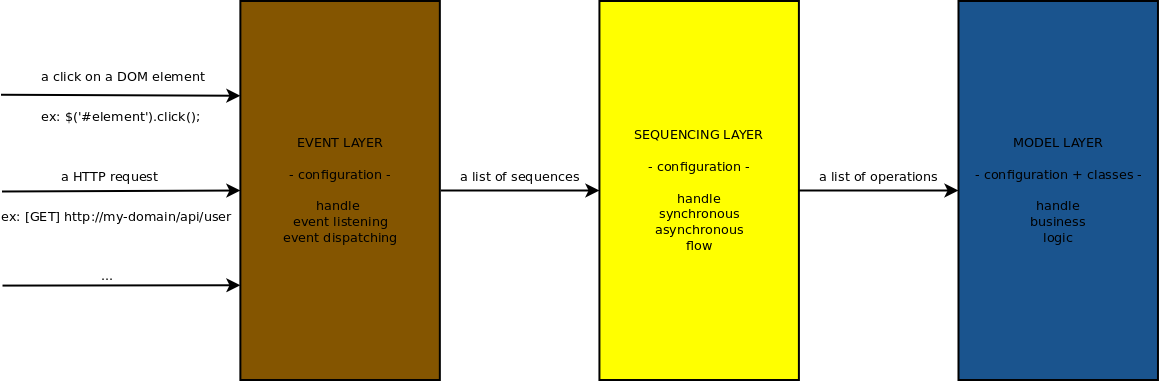 a click on a DOM element
ex: $('#element').click();
a HTTP request
ex: [GET] http://my-domain/api/user
...
EVENT LAYER
- configuration -
handle
event listening
event dispatching
a list of sequences
SEQUENCING LAYER
- configuration -
handle
synchronous
asynchronous
flow
a list of operations
MODEL LAYER
- configuration + classes -
handle
business
logic